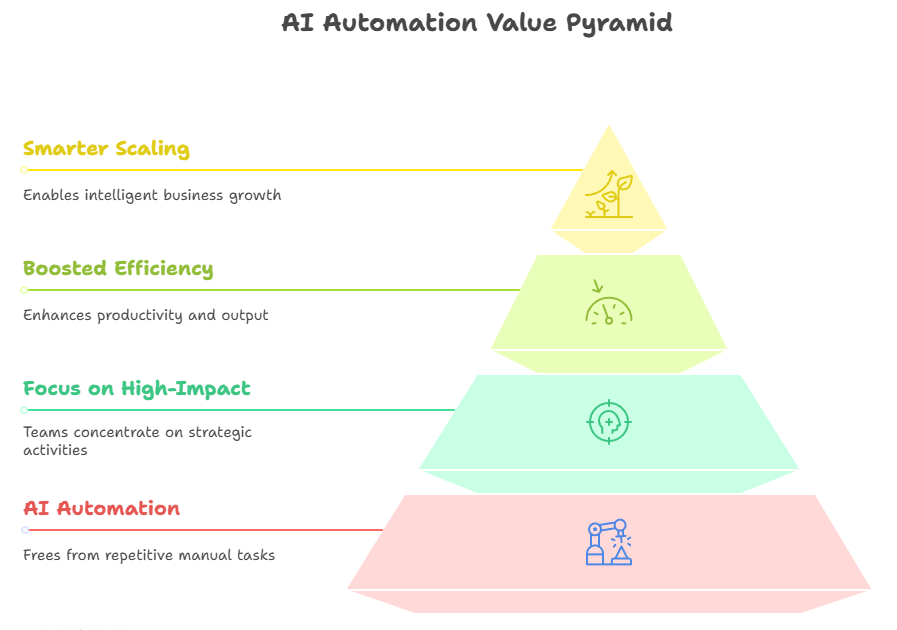 AI Automation Value Pyramid
Smarter Scaling
Enables intelligent business growth
Boosted Efficiency
Enhances productivity and output
Focus on High-Impact
Teams concentrate on strategic
activities
AI Automation
Frees from repetitive manual tasks